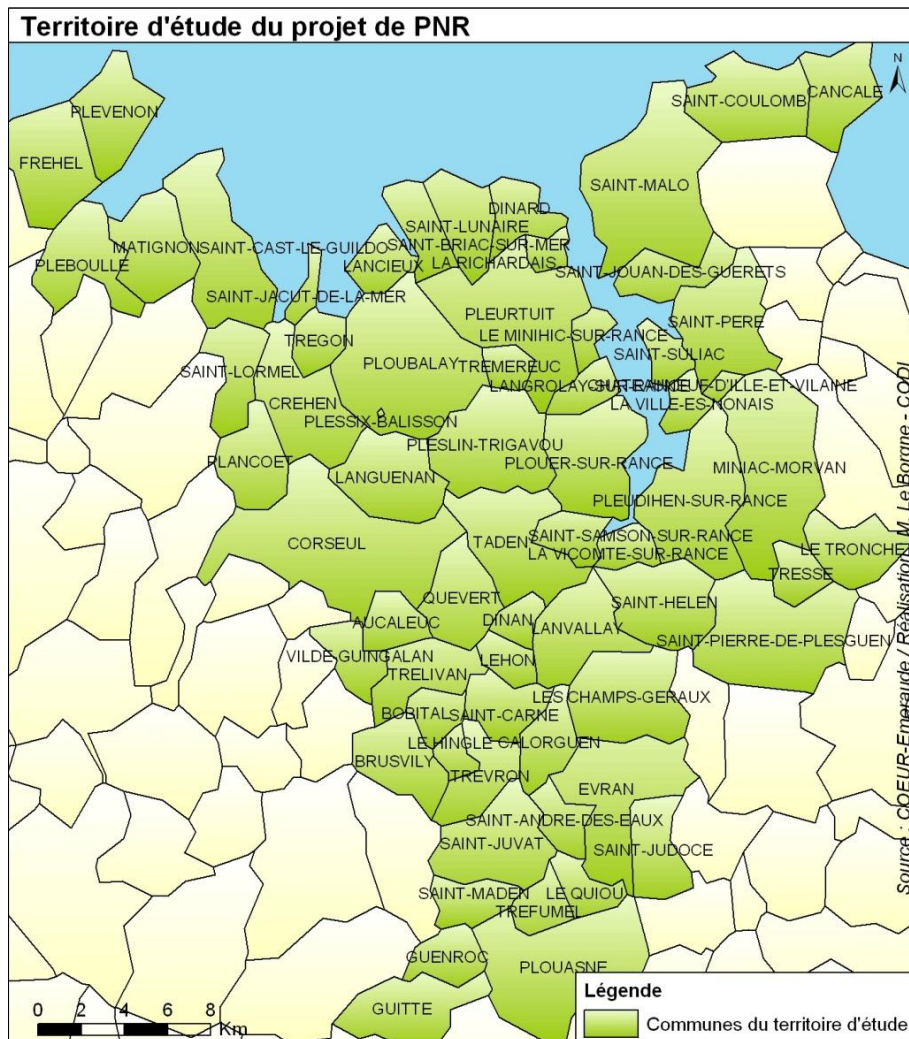 Territoire d'étude du projet de PNR
N
SAINT-COULOMB
CANCALE
PLEVENON
FREHEL
SAINT-MALO
DINARD
SAINT-LUNAIRE
MATIGNON
SAINT-CAST-LE-GUILDO
SAINT-BRIAC-SUR-MER
PLEBOULLE
LANCIEUX
LA RICHARDAIS
SAINT-JOUAN-DES-GUERETS
SAINT-JACUT-DE-LA-MER
PLEURTUIT
SAINT-PERE
TREGON
LE MINIHIC-SUR-RANCE
SAINT-SULIAC
PLOUBALAY
TREMEREUC
SAINT-LORMEL
LANGROLAY-SUR-RANCE
CHATEAUNEUF-D'ILLE-ET-VILAINE
CREHEN
LA VILLE-ES-NONAIS
PLESSIX-BALISSON
PLESLIN-TRIGAVOU
PLANCOET
PLOUER-SUR-RANCE
MINIAC-MORVAN
LANGUENAN
PLEUDIHEN-SUR-RANCE
SAINT-SAMSON-SUR-RANCE
CORSEUL
TADEN
LE TRONCHET
LA VICOMTE-SUR-RANCE
TRESSE
QUEVERT
SAINT-HELEN
DINAN
AUCALEUC
LANVALLAY
SAINT-PIERRE-DE-PLESGUEN
VILDE-GUINGALAN
LEHON
TRELIVAN
LES CHAMPS-GERAUX
BOBITAL
SAINT-CARNE
LE HINGLE
CALORGUEN
BRUSVILY
TREVRON
EVRAN
SAINT-ANDRE-DES-EAUX
SAINT-JUVAT
SAINT-JUDOCE
SAINT-MADEN
LE QUIOU
TREFUMEL
GUENROC
PLOUASNE
GUITTE
0 2 4 6 8
Km
Légende
Communes du territoire d'étude
Source : COEUR-Emeraude / Réalisation : M. Le Borgne - CODI